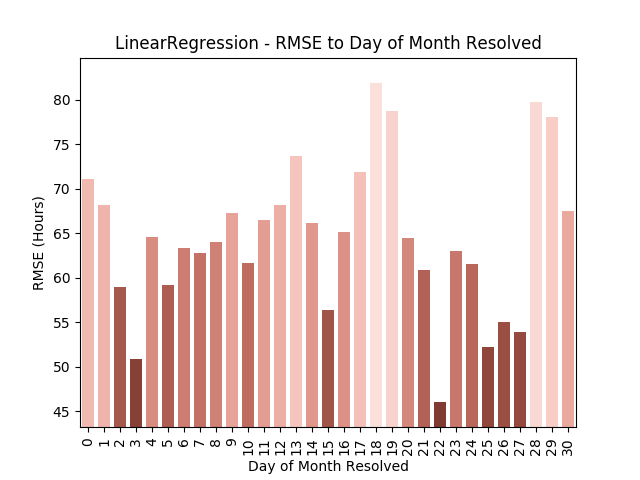 LinearRegression - RMSE to Day of Month Resolved
RMSE (Hours)
80
75
70
65
60
55
50
45
0 1 2 3 4 5 6 7 8 9 10 11 12 13 14 15 16 17 18 19 20 21 22 23 24 25 26 27 28 29 30
Day of Month Resolved